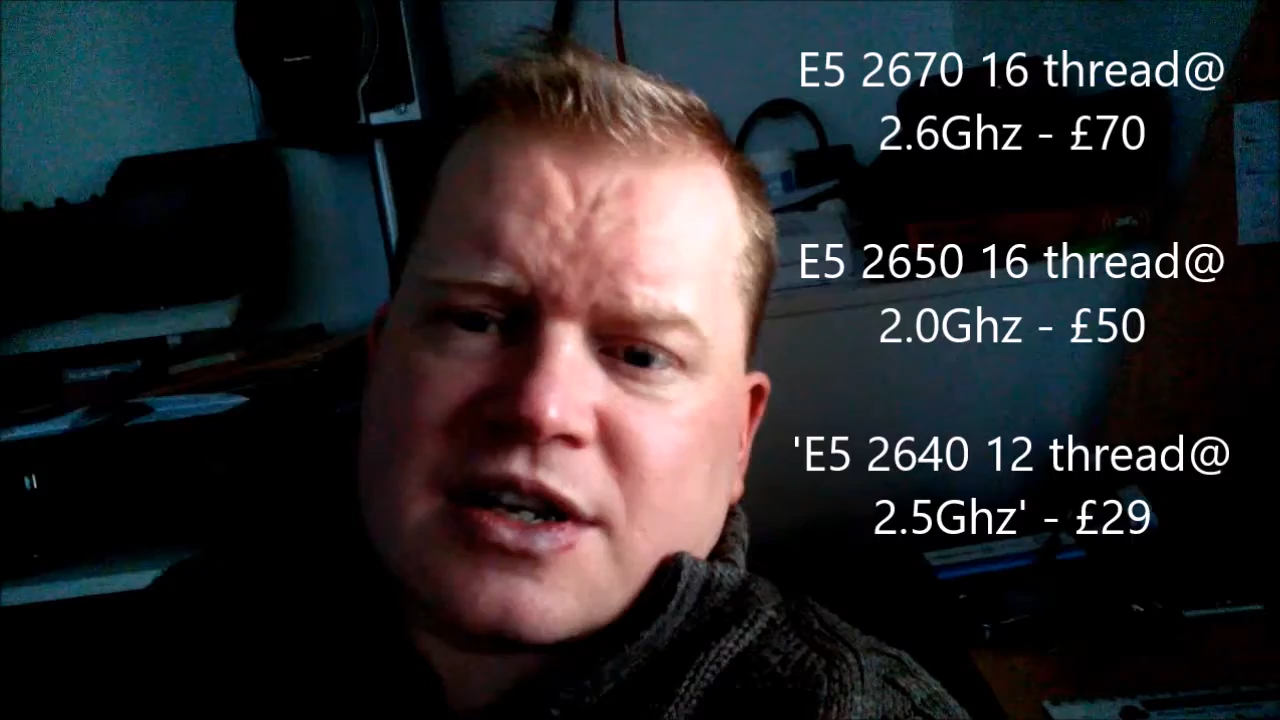 E5 2670 16 thread@
2.6Ghz - £70
E5 2650 16 thread@
2.0Ghz - £50
'E5 2640 12 thread@
2.5Ghz' - £29